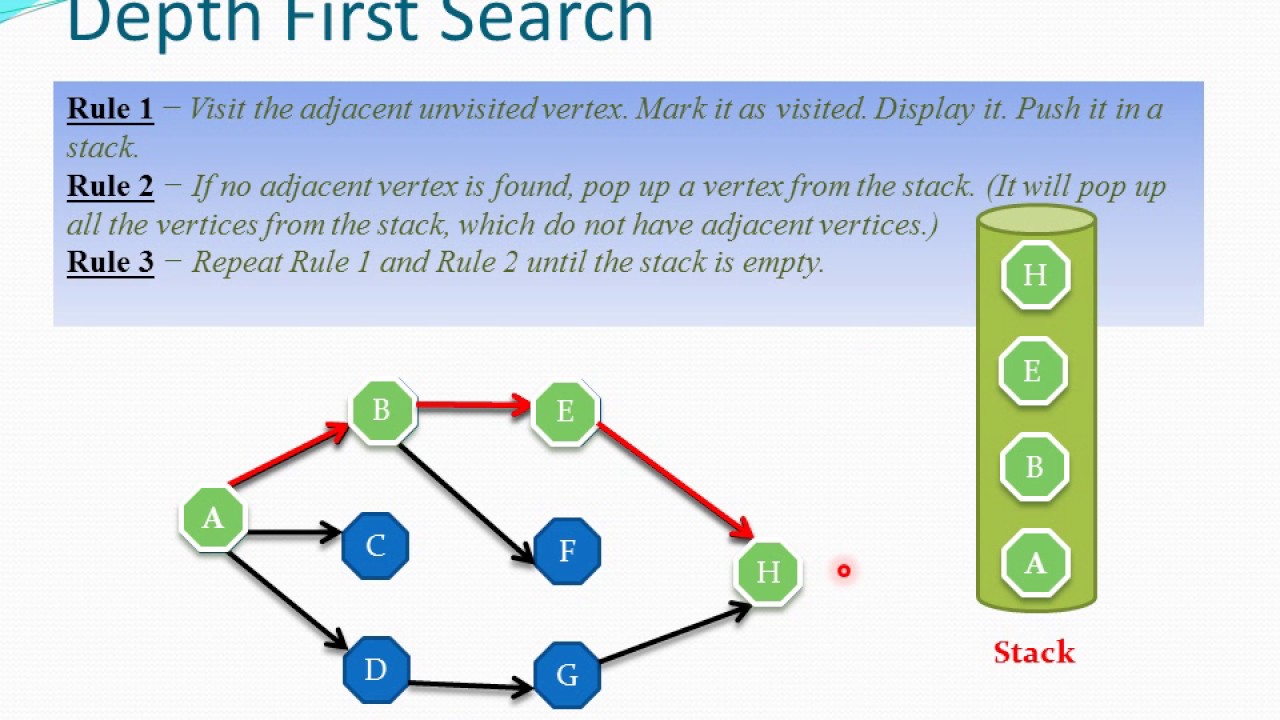 Depth First Search
Rule 1 − Visit the adjacent unvisited vertex. Mark it as visited. Display it. Push it in a
stack.
Rule 2 − If no adjacent vertex is found, pop up a vertex from the stack. (It will pop up
all the vertices from the stack, which do not have adjacent vertices.)
Rule 3 − Repeat Rule 1 and Rule 2 until the stack is empty.
H
E
B
A
Stack
B
E
A
C
F
H
D
G